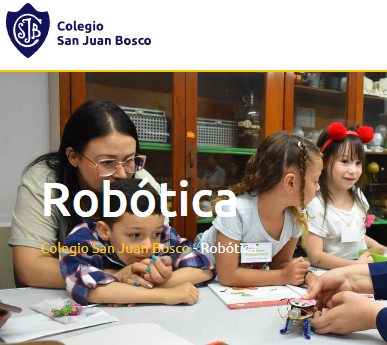 SJB
Colegio
San Juan Bosco
Robótica
Colegio San Juan Bosco - Robótica